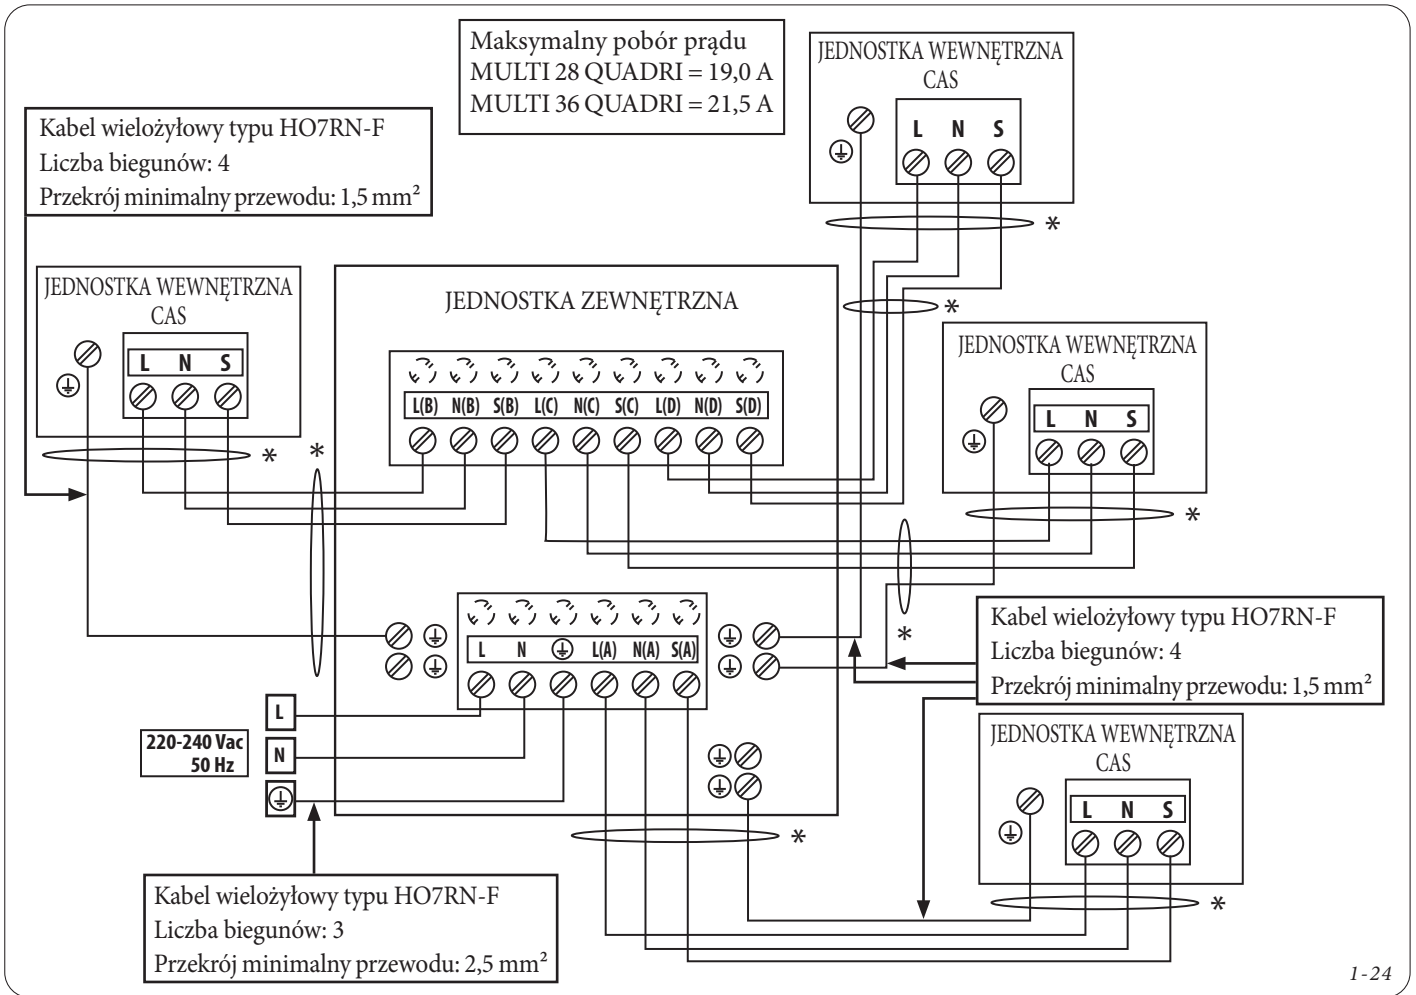 Maksymalny pobór prądu
MULTI 28 QUADRI = 19,0 A
MULTI 36 QUADRI = 21,5 A
JEDNOSTKA WEWNĘTRZNA
CAS
L N S
*
*
Kabel wielożyłowy typu HO7RN-F
Liczba biegunów: 4
Przekrój minimalny przewodu: 1,5 mm²
JEDNOSTKA WEWNĘTRZNA
CAS
L N S
*
*
JEDNOSTKA ZEWNĘTRZNA
L(B) N(B) S(B) L(C) N(C) S(C) L(D) N(D) S(D)
JEDNOSTKA WEWNĘTRZNA
CAS
L N S
*
*
L N L(A) N(A) S(A)
Kabel wielożyłowy typu HO7RN-F
Liczba biegunów: 4
Przekrój minimalny przewodu: 1,5 mm²
L
220-240 Vac
50 Hz
N
*
JEDNOSTKA WEWNĘTRZNA
CAS
L N S
*
Kabel wielożyłowy typu HO7RN-F
Liczba biegunów: 3
Przekrój minimalny przewodu: 2,5 mm²
1-24